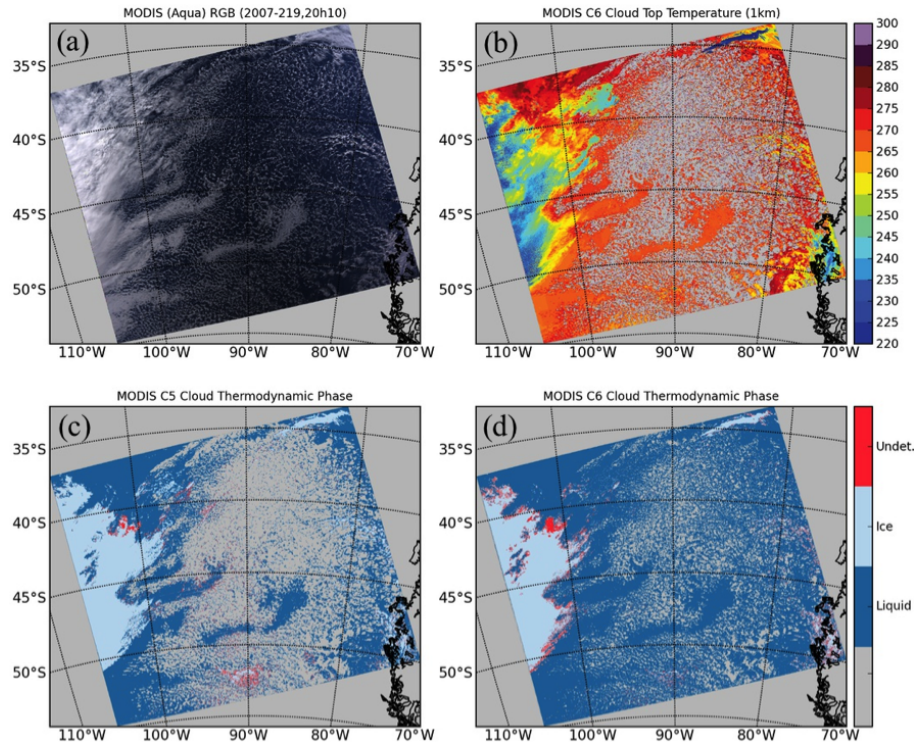 MODIS (Aqua) RGB (2007-219,20h10)
(a)
35°S
40°S
45°S
50°S
110°W 100°W 90°W 80°W 70°W
MODIS C6 Cloud Top Temperature (1km)
(b)
35°S
40°S
45°S
50°S
110°W 100°W 90°W 80°W 70°W
300
290
285
280
275
270
265
260
255
250
245
240
235
230
225
220
MODIS C5 Cloud Thermodynamic Phase
(c)
35°S
40°S
45°S
50°S
110°W 100°W 90°W 80°W 70°W
MODIS C6 Cloud Thermodynamic Phase
(d)
35°S
40°S
45°S
50°S
110°W 100°W 90°W 80°W 70°W
Undet.
Ice
Liquid